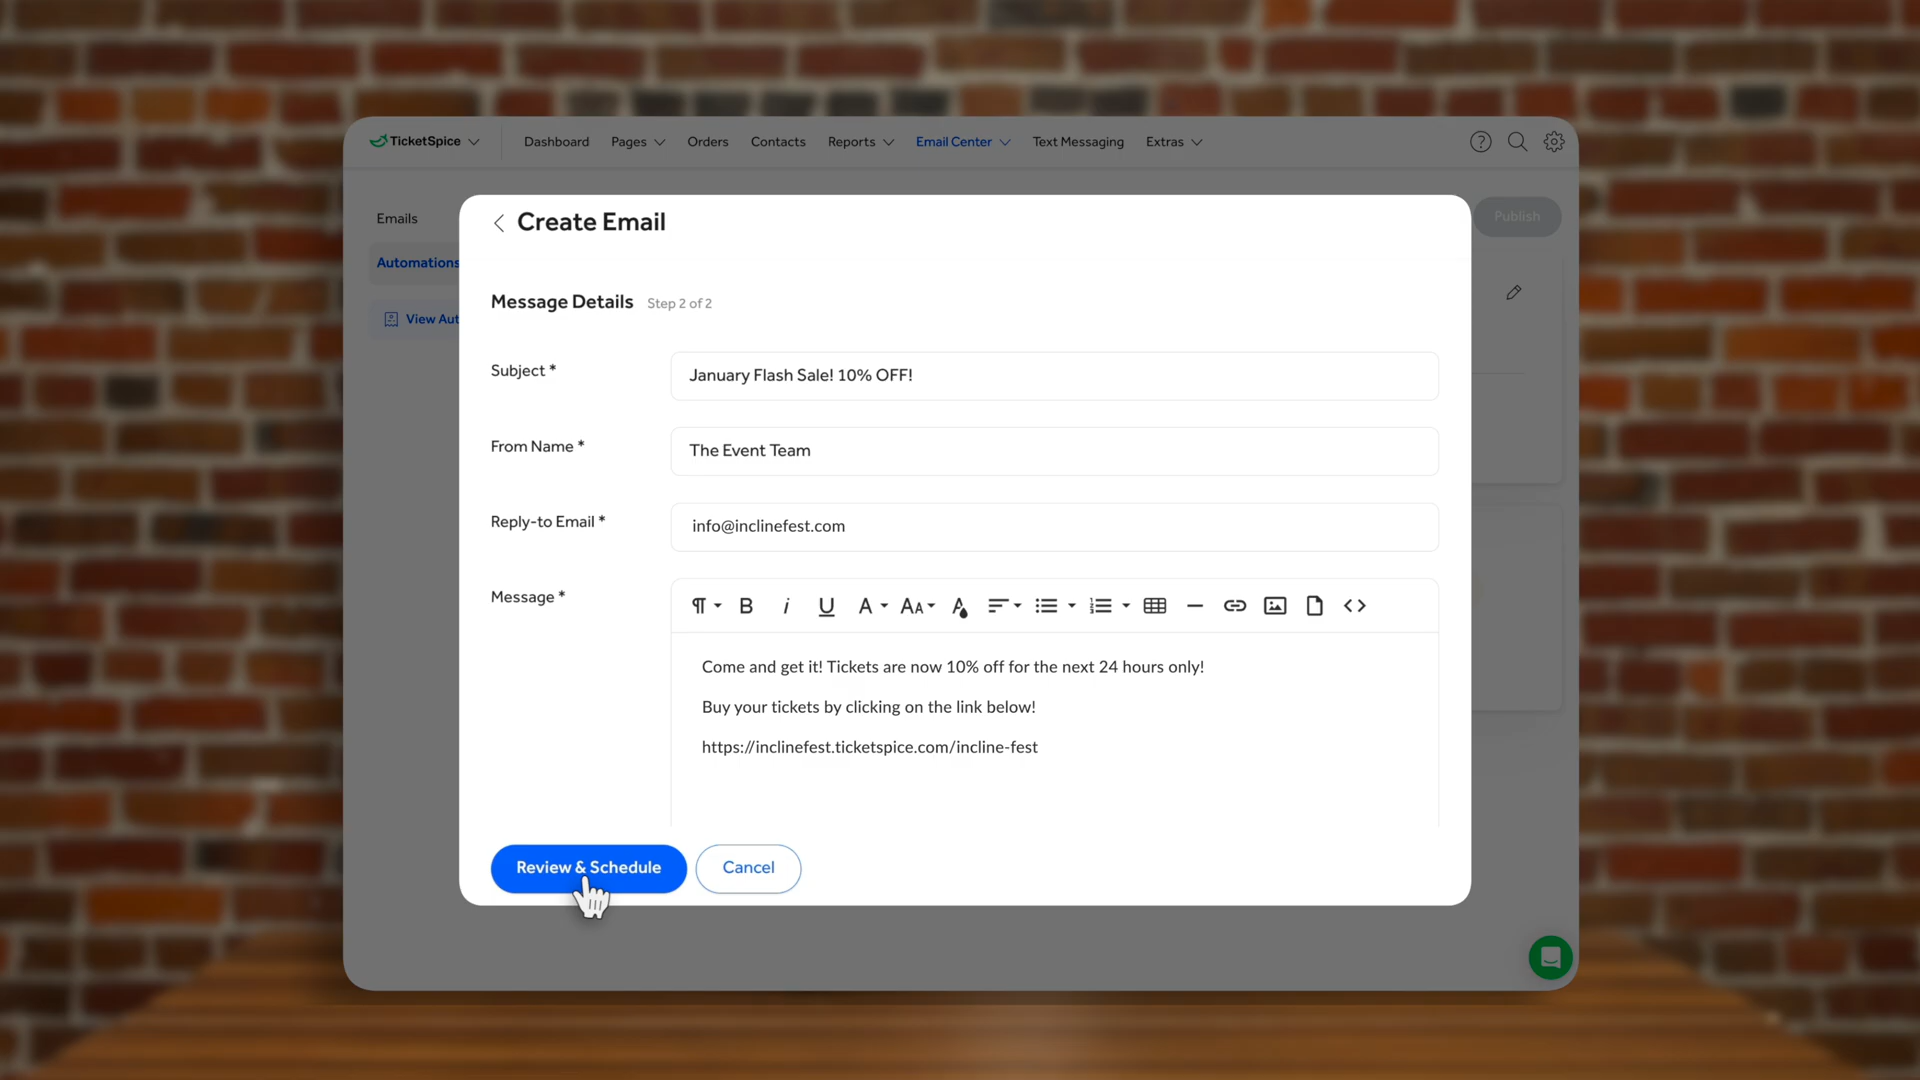 TicketSpice Dashboard Pages Orders Contacts Reports Email Center Text Messaging Extras
Emails
Publish
Automations
View Aut
Create Email
Message Details Step 2 of 2
Subject * January Flash Sale! 10% OFF!
From Name * The Event Team
Reply-to Email * info@inclinefest.com
Message *
Come and get it! Tickets are now 10% off for the next 24 hours only!
Buy your tickets by clicking on the link below!
https://inclinefest.ticketspice.com/incline-fest
Review & Schedule Cancel